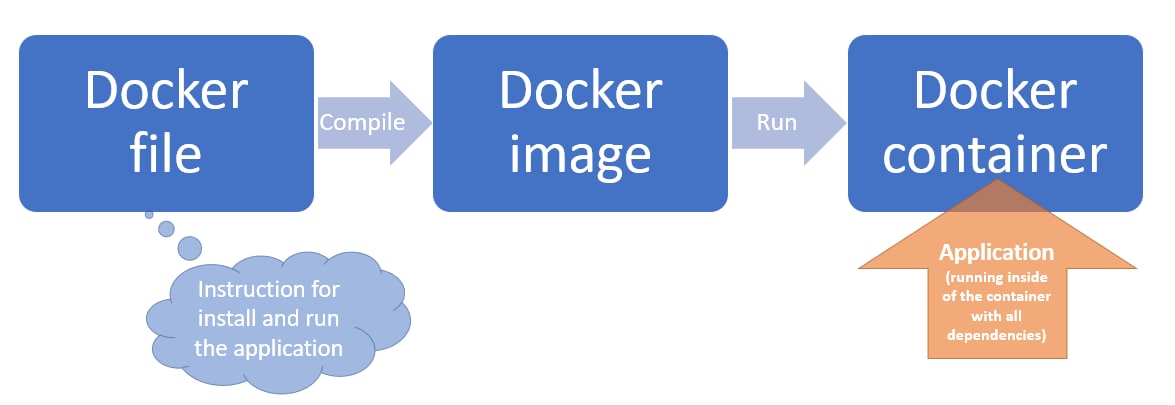 Docker
file
Compile
Docker
image
Run
Docker
container
Instruction for
install and run
the application
Application
(running inside
of the container
with all
dependencies)